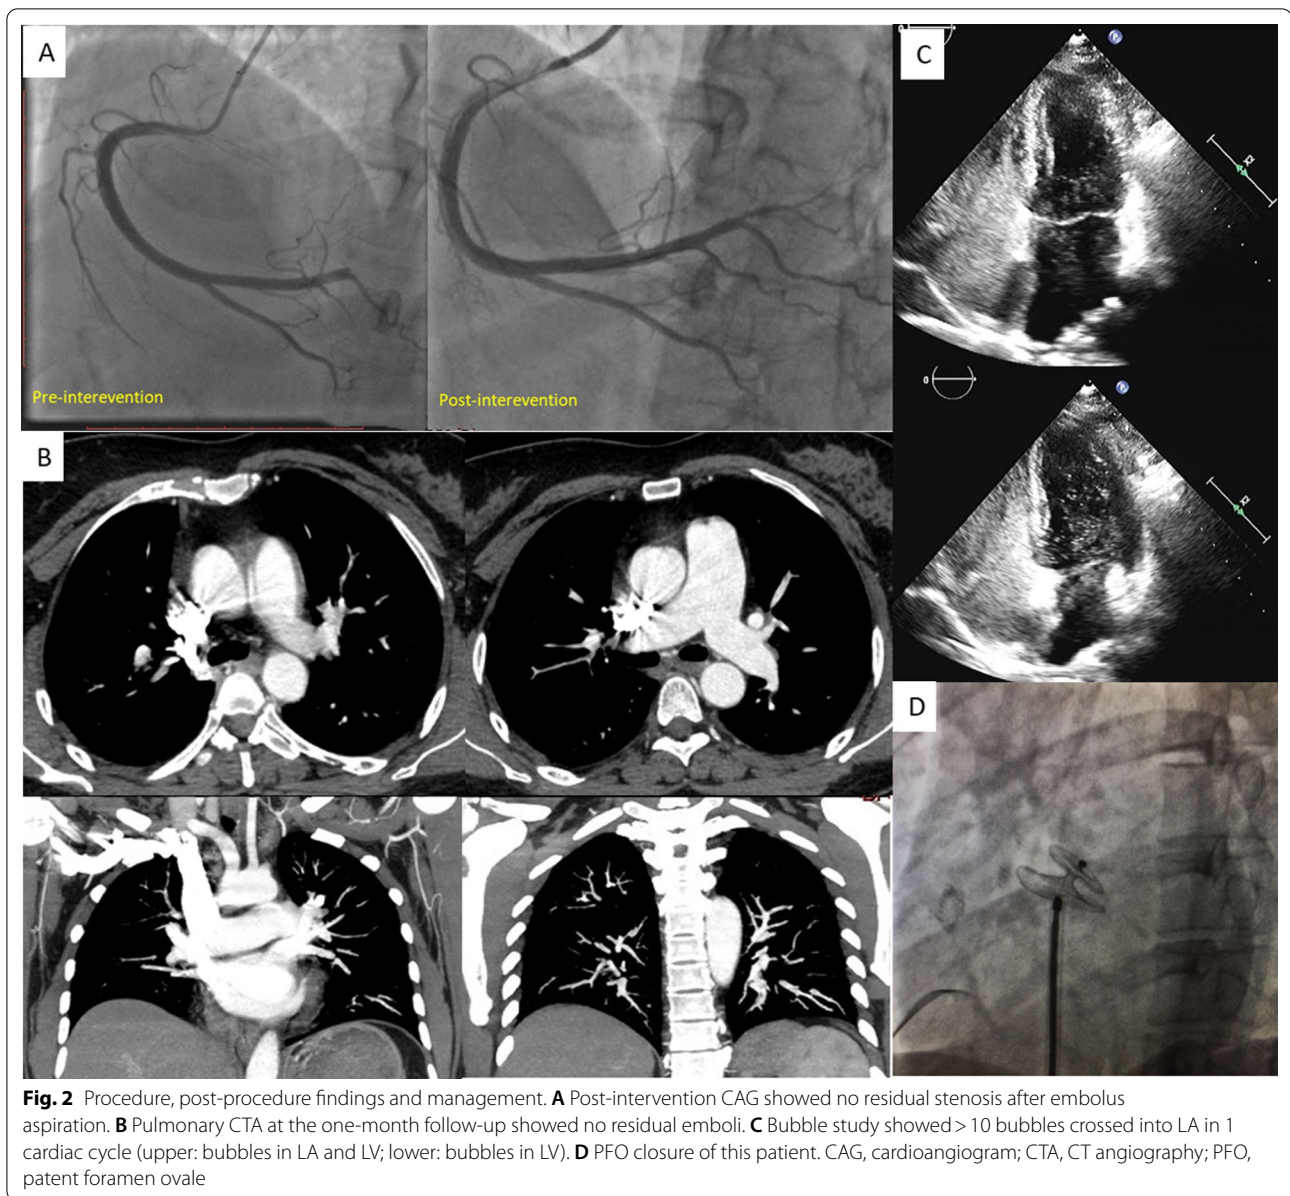 A
C
P
X2
Pre-interevention
Post-interevention
0
P
X2
B
D
Fig. 2 Procedure, post-procedure findings and management. A Post-intervention CAG showed no residual stenosis after embolus
aspiration. B Pulmonary CTA at the one-month follow-up showed no residual emboli. C Bubble study showed > 10 bubbles crossed into LA in 1
cardiac cycle (upper: bubbles in LA and LV; lower: bubbles in LV). D PFO closure of this patient. CAG, cardioangiogram; CTA, CT angiography; PFO,
patent foramen ovale